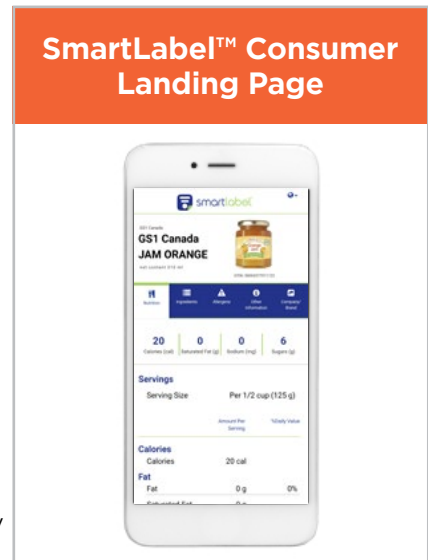 SmartLabel™ Consumer
Landing Page
smartlabel
GS1 Canada
GS1 Canada
JAM ORANGE
Nutrition
Ingredients
Allergens
Other
Information
Company/
Brand
20
0
0
6
Calories (cal)
Saturated Fat (g)
Sodium (mg)
Sugars (g)
Servings
Serving Size
Per 1/2 cup (125 g)
Amount Per
Serving
%Daily Value
Calories
Calories
20 cal
Fat
Fat
0 g
0%